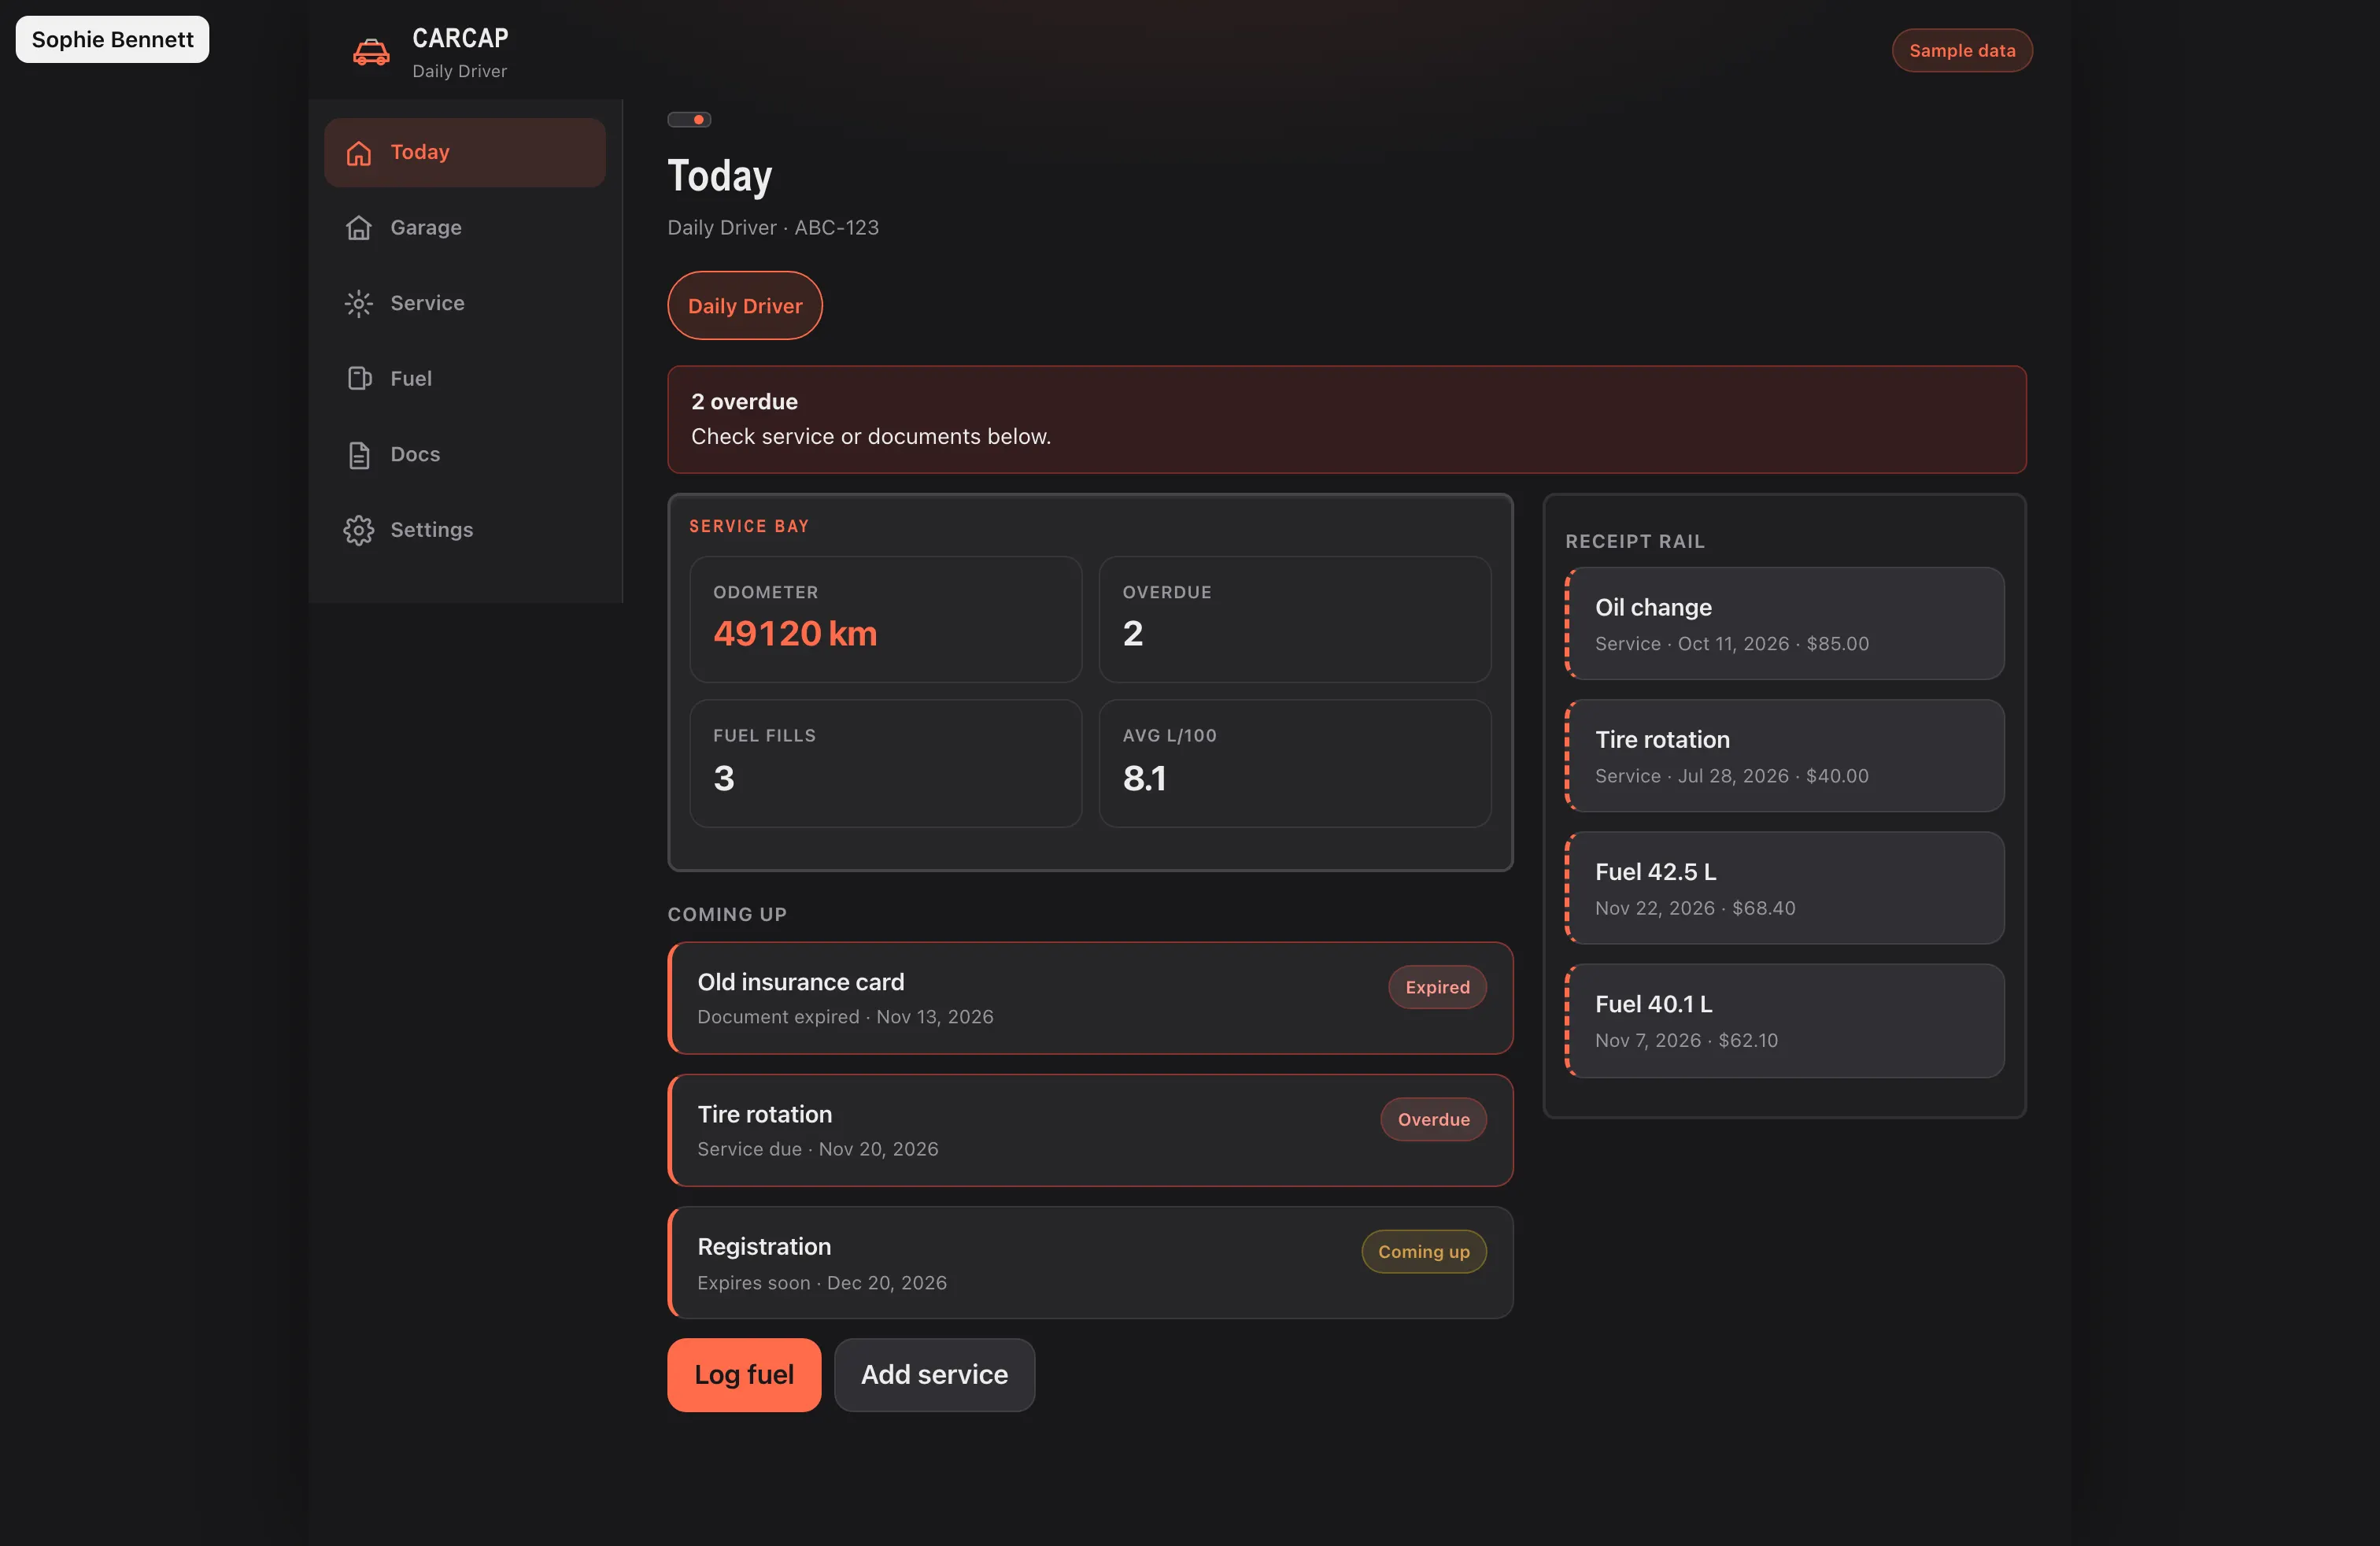 Sophie Bennett
CARCAP
Daily Driver
Sample data
Today
Garage
Service
Fuel
Docs
Settings
Today
Daily Driver · ABC-123
Daily Driver
2 overdue
Check service or documents below.
SERVICE BAY
ODOMETER
49120 km
OVERDUE
2
FUEL FILLS
3
AVG L/100
8.1
COMING UP
Old insurance card
Document expired · Nov 13, 2026
Expired
Tire rotation
Service due · Nov 20, 2026
Overdue
Registration
Expires soon · Dec 20, 2026
Coming up
Log fuel
Add service
RECEIPT RAIL
Oil change
Service · Oct 11, 2026 · $85.00
Tire rotation
Service · Jul 28, 2026 · $40.00
Fuel 42.5 L
Nov 22, 2026 · $68.40
Fuel 40.1 L
Nov 7, 2026 · $62.10